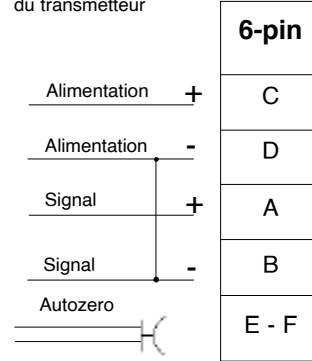 du transmetteur
6-pin
Alimentation + C
Alimentation - D
Signal + A
Signal - B
Autozero E - F